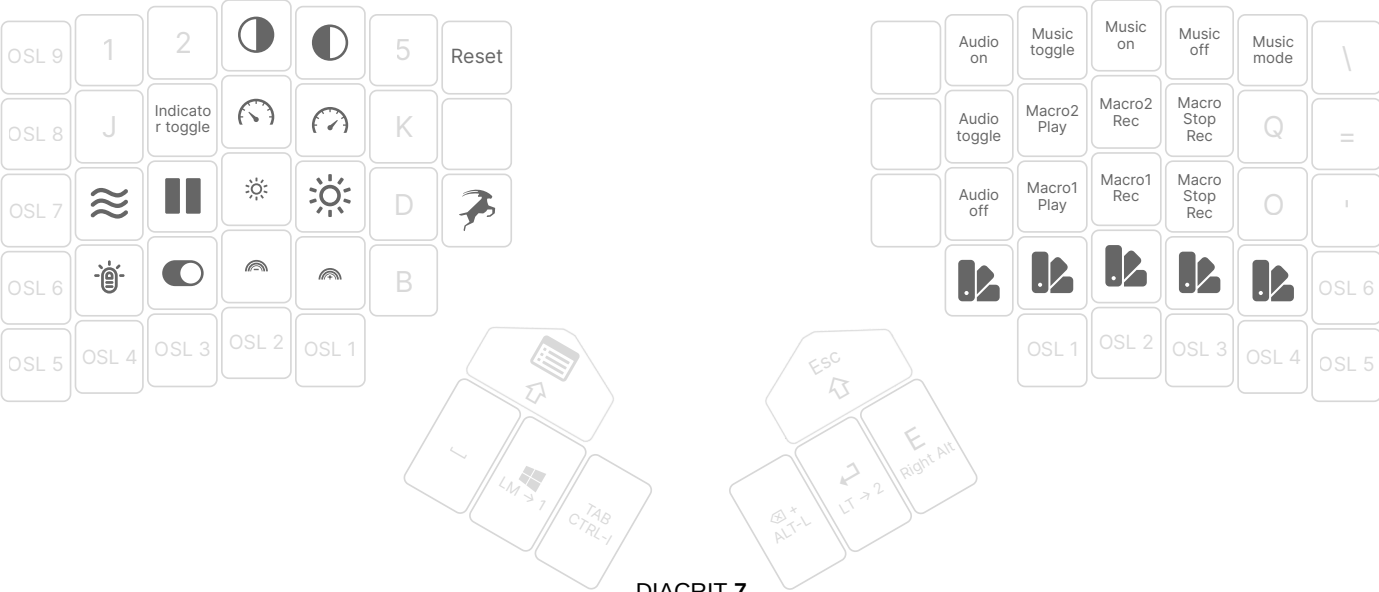 OSL 9
1
2
5
Reset
Audio
on
Music
toggle
Music
on
Music
off
Music
mode
\
OSL 8
J
Indicato
r toggle
K
Audio
toggle
Macro2
Play
Macro2
Rec
Macro
Stop
Rec
Q
=
OSL 7
D
Audio
off
Macro1
Play
Macro1
Rec
Macro
Stop
Rec
O
'
OSL 6
B
OSL 6
OSL 5
OSL 4
OSL 3
OSL 2
OSL 1
Esc
OSL 1
OSL 2
OSL 3
OSL 4
OSL 5
LM → 1
TAB
CTRL-I
+
ALT-L
LT → 2
E
Right Alt
DIACRIT 7